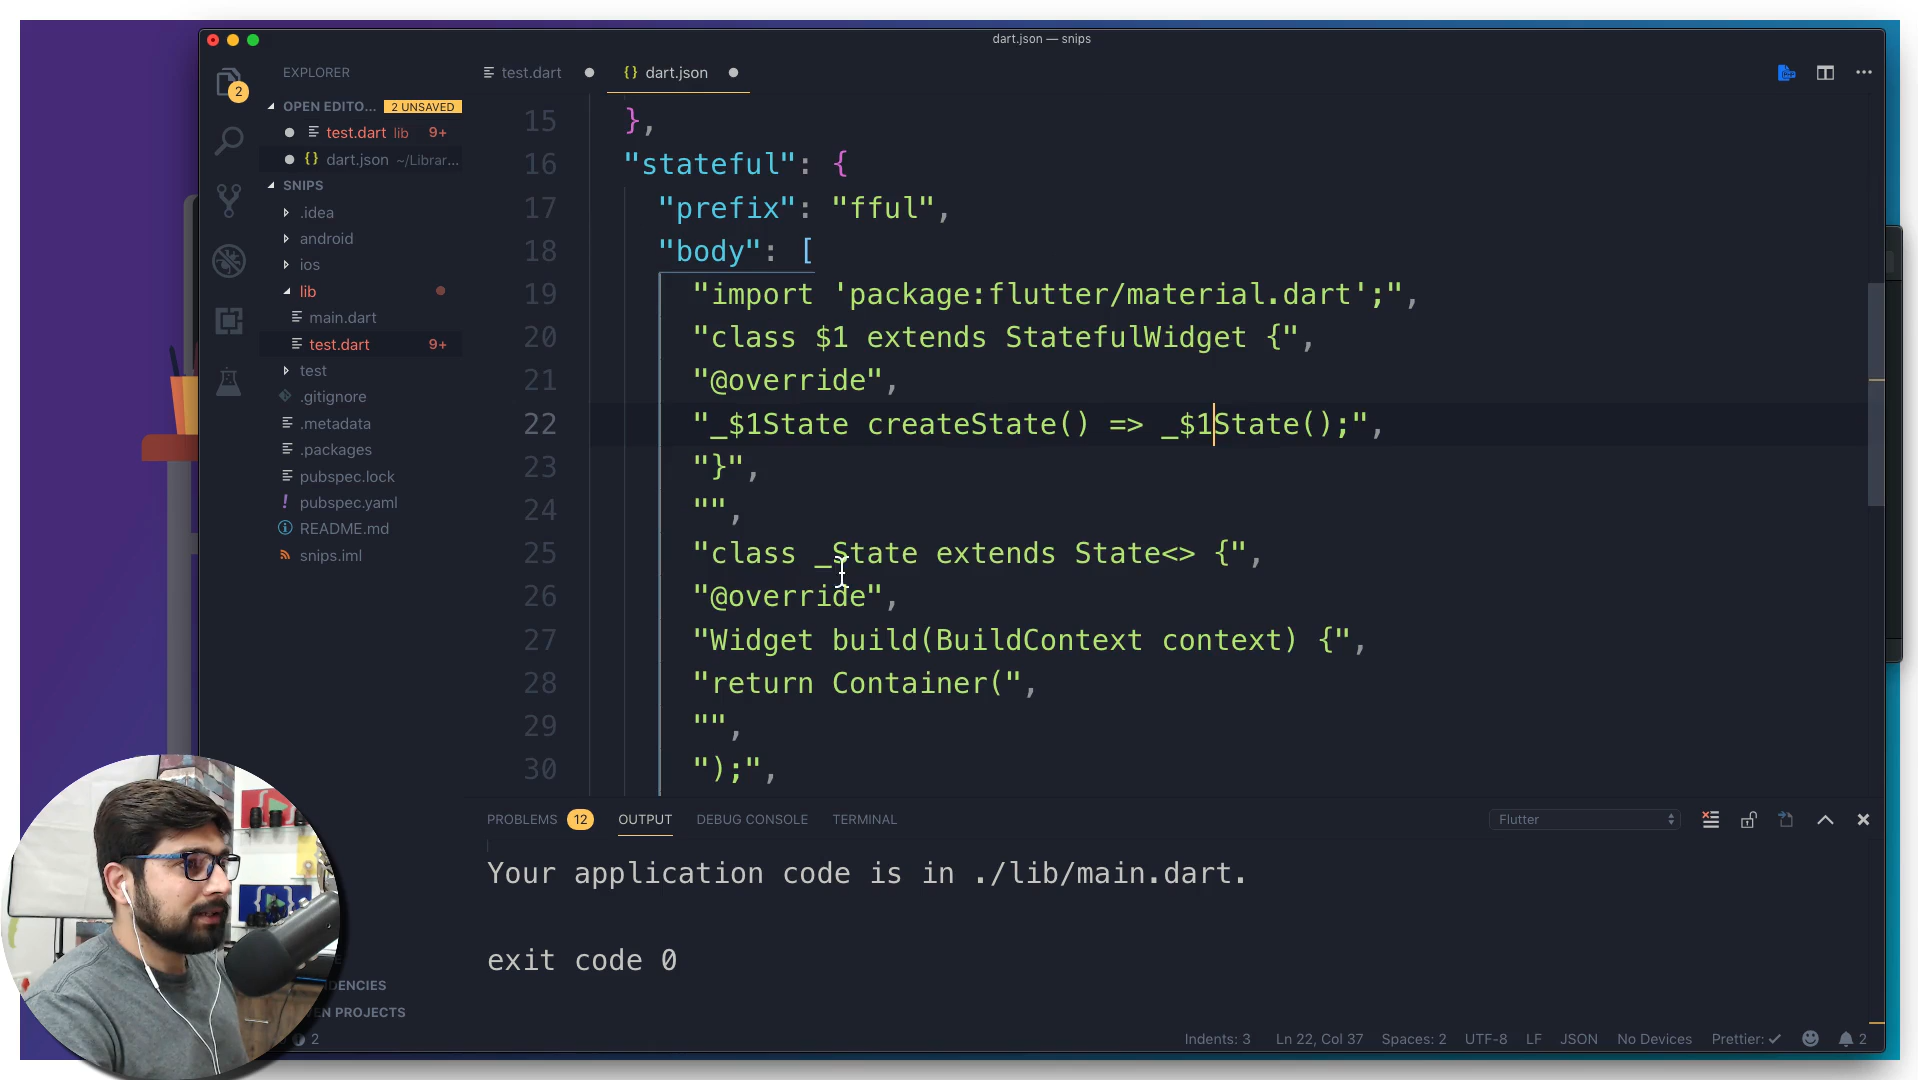 dart.json — snips
EXPLORER
test.dart
{} dart.json
2
OPEN EDITO... 2 UNSAVED
test.dart lib 9+
{} dart.json ~/Librar...
SNIPS
.idea
android
ios
lib
main.dart
test.dart 9+
test
.gitignore
.metadata
.packages
pubspec.lock
! pubspec.yaml
README.md
snips.iml
15 },
16 "stateful": {
17 "prefix": "fful",
18 "body": [
19 "import 'package:flutter/material.dart';",
20 "class $1 extends StatefulWidget {",
21 "@override",
22 "_$1State createState() => _$1State();",
23 "}",
24 "",
25 "class _State extends State<> {",
26 "@override",
27 "Widget build(BuildContext context) {",
28 "return Container(",
29 "",
30 ");",
PROBLEMS 12 OUTPUT DEBUG CONSOLE TERMINAL Flutter
Your application code is in ./lib/main.dart.
exit code 0
NDENCIES
EN PROJECTS
2 Indents: 3 Ln 22, Col 37 Spaces: 2 UTF-8 LF JSON No Devices Prettier: ✓ 2